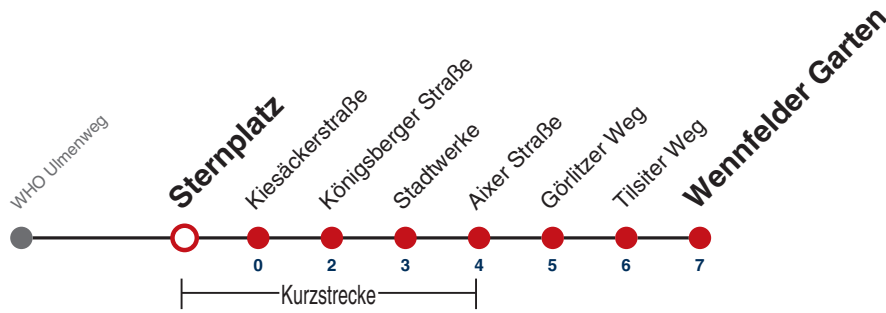 WHO Ulmenweg
Sternplatz
Kiesäckerstraße
Königsberger Straße
Stadtwerke
Aixer Straße
Görlitzer Weg
Tilsiter Weg
Wennfelder Garten
0 2 3 4 5 6 7
Kurzstrecke